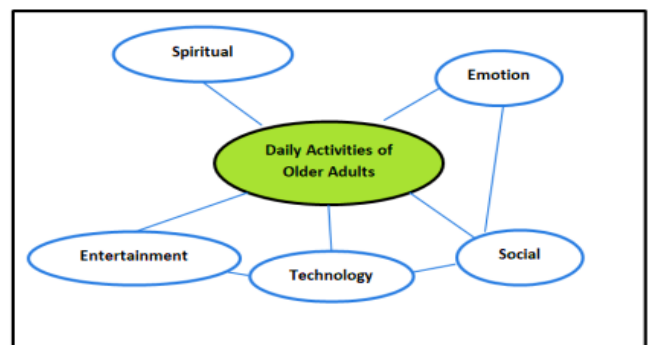 Spiritual
Emotion
Daily Activities of
Older Adults
Entertainment
Technology
Social